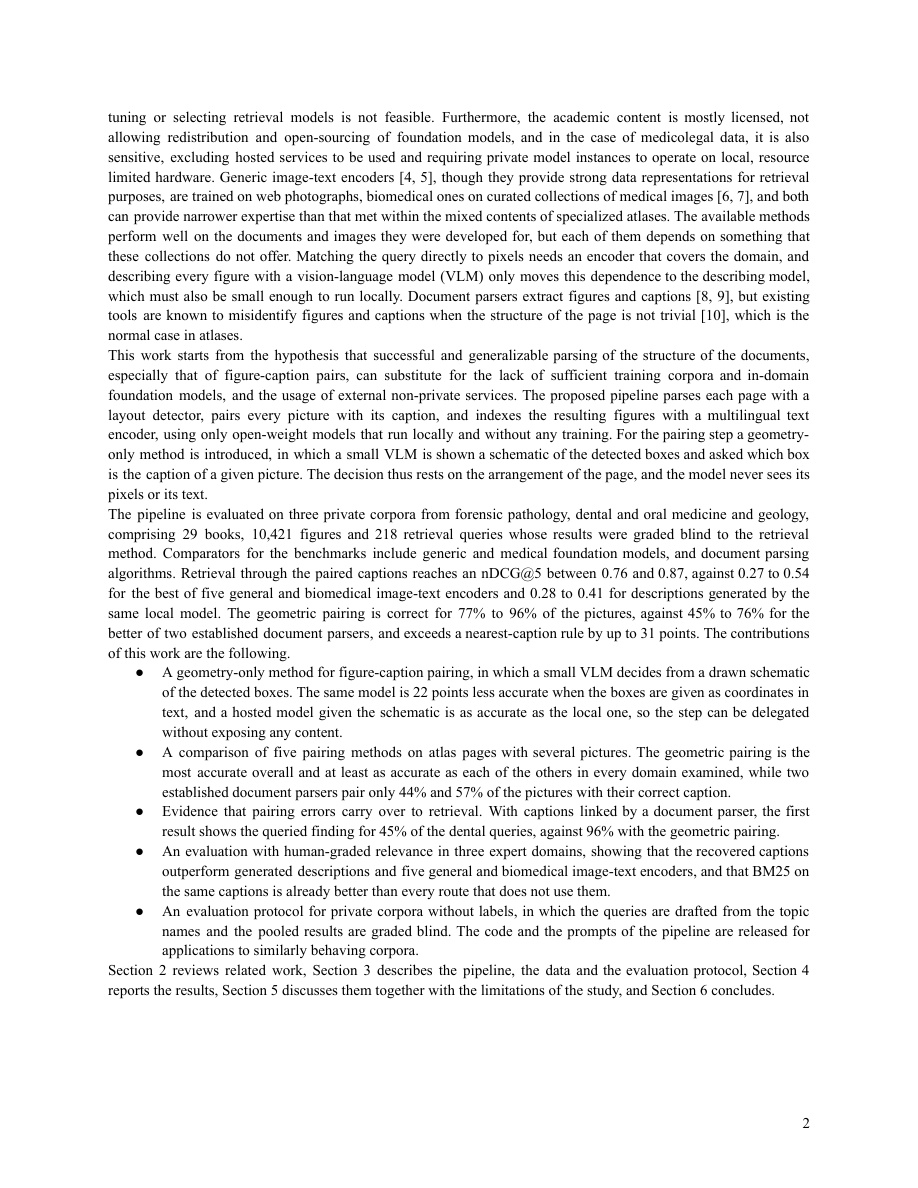 tuning or selecting retrieval models is not feasible. Furthermore, the academic content is mostly licensed, not
allowing redistribution and open-sourcing of foundation models, and in the case of medicolegal data, it is also
sensitive, excluding hosted services to be used and requiring private model instances to operate on local, resource
limited hardware. Generic image-text encoders [4, 5], though they provide strong data representations for retrieval
purposes, are trained on web photographs, biomedical ones on curated collections of medical images [6, 7], and both
can provide narrower expertise than that met within the mixed contents of specialized atlases. The available methods
perform well on the documents and images they were developed for, but each of them depends on something that
these collections do not offer. Matching the query directly to pixels needs an encoder that covers the domain, and
describing every figure with a vision-language model (VLM) only moves this dependence to the describing model,
which must also be small enough to run locally. Document parsers extract figures and captions [8, 9], but existing
tools are known to misidentify figures and captions when the structure of the page is not trivial [10], which is the
normal case in atlases.
This work starts from the hypothesis that successful and generalizable parsing of the structure of the documents,
especially that of figure-caption pairs, can substitute for the lack of sufficient training corpora and in-domain
foundation models, and the usage of external non-private services. The proposed pipeline parses each page with a
layout detector, pairs every picture with its caption, and indexes the resulting figures with a multilingual text
encoder, using only open-weight models that run locally and without any training. For the pairing step a geometry-
only method is introduced, in which a small VLM is shown a schematic of the detected boxes and asked which box
is the caption of a given picture. The decision thus rests on the arrangement of the page, and the model never sees its
pixels or its text.
The pipeline is evaluated on three private corpora from forensic pathology, dental and oral medicine and geology,
comprising 29 books, 10,421 figures and 218 retrieval queries whose results were graded blind to the retrieval
method. Comparators for the benchmarks include generic and medical foundation models, and document parsing
algorithms. Retrieval through the paired captions reaches an nDCG@5 between 0.76 and 0.87, against 0.27 to 0.54
for the best of five general and biomedical image-text encoders and 0.28 to 0.41 for descriptions generated by the
same local model. The geometric pairing is correct for 77% to 96% of the pictures, against 45% to 76% for the
better of two established document parsers, and exceeds a nearest-caption rule by up to 31 points. The contributions
of this work are the following.
● A geometry-only method for figure-caption pairing, in which a small VLM decides from a drawn schematic
of the detected boxes. The same model is 22 points less accurate when the boxes are given as coordinates in
text, and a hosted model given the schematic is as accurate as the local one, so the step can be delegated
without exposing any content.
● A comparison of five pairing methods on atlas pages with several pictures. The geometric pairing is the
most accurate overall and at least as accurate as each of the others in every domain examined, while two
established document parsers pair only 44% and 57% of the pictures with their correct caption.
● Evidence that pairing errors carry over to retrieval. With captions linked by a document parser, the first
result shows the queried finding for 45% of the dental queries, against 96% with the geometric pairing.
● An evaluation with human-graded relevance in three expert domains, showing that the recovered captions
outperform generated descriptions and five general and biomedical image-text encoders, and that BM25 on
the same captions is already better than every route that does not use them.
● An evaluation protocol for private corpora without labels, in which the queries are drafted from the topic
names and the pooled results are graded blind. The code and the prompts of the pipeline are released for
applications to similarly behaving corpora.
Section 2 reviews related work, Section 3 describes the pipeline, the data and the evaluation protocol, Section 4
reports the results, Section 5 discusses them together with the limitations of the study, and Section 6 concludes.
2